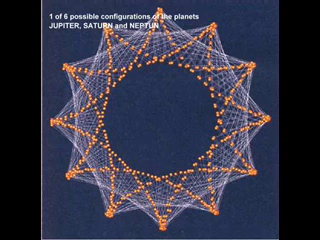 1 of 6 possible configurations of the planets
JUPITER, SATURN and NEPTUN